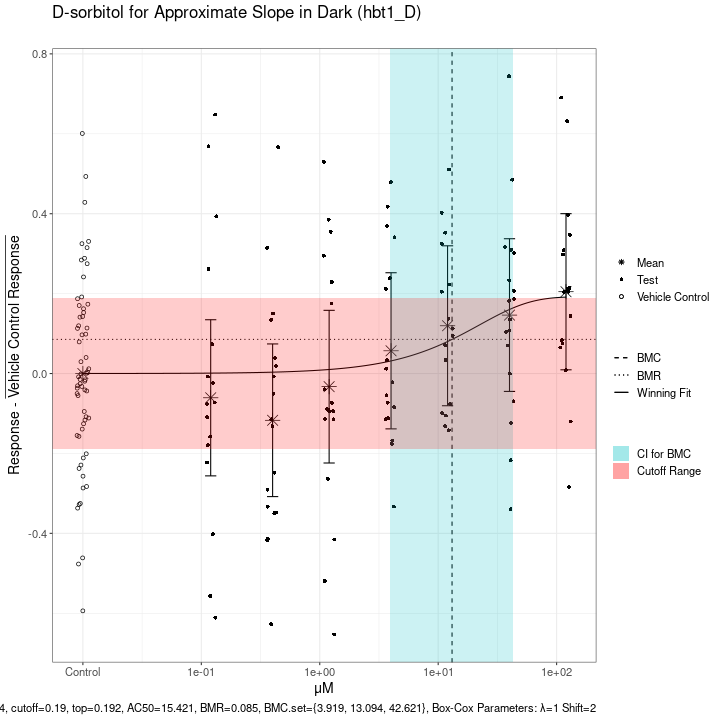 D-sorbitol for Approximate Slope in Dark (hbt1_D)
Response - Vehicle Control Response
0.8
0.4
0.0
-0.4
Control
1e-01
1e+00
1e+01
1e+02
μM
Mean
Test
Vehicle Control
BMC
BMR
Winning Fit
CI for BMC
Cutoff Range
4, cutoff=0.19, top=0.192, AC50=15.421, BMR=0.085, BMC.set={3.919, 13.094, 42.621}, Box-Cox Parameters: λ=1 Shift=2